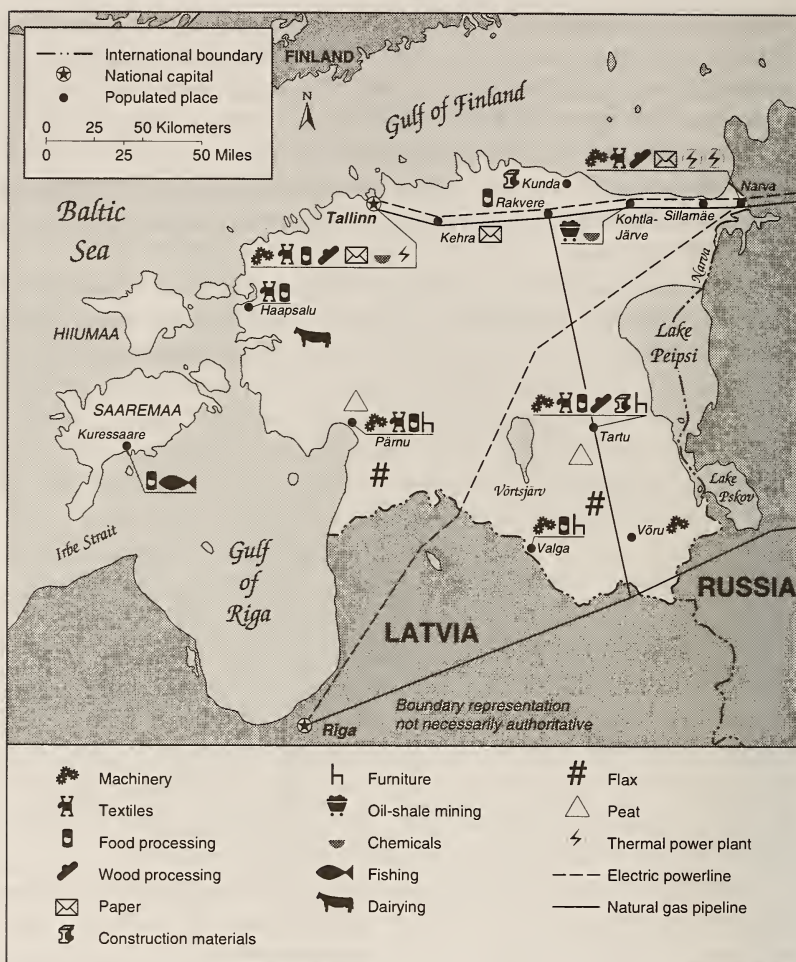 International boundary
National capital
Populated place
0 25 50 Kilometers
0 25 50 Miles
FINLAND
N
Gulf of Finland
Baltic
Sea
Tallinn
Kehra
Kunda
Rakvere
Kohtla-
Järve
Sillamäe
Narva
Narva
Haapsalu
HIIUMAA
Lake
Peipsi
SAAREMAA
Kuressaare
Pärnu
Tartu
Võrtsjärv
Lake
Pskov
Irbe Strait
Valga
Võru
Gulf
of
Riga
RUSSIA
LATVIA
Boundary representation
not necessarily authoritative
Rīga
Machinery
Textiles
Food processing
Wood processing
Paper
Construction materials
Furniture
Oil-shale mining
Chemicals
Fishing
Dairying
Flax
Peat
Thermal power plant
Electric powerline
Natural gas pipeline